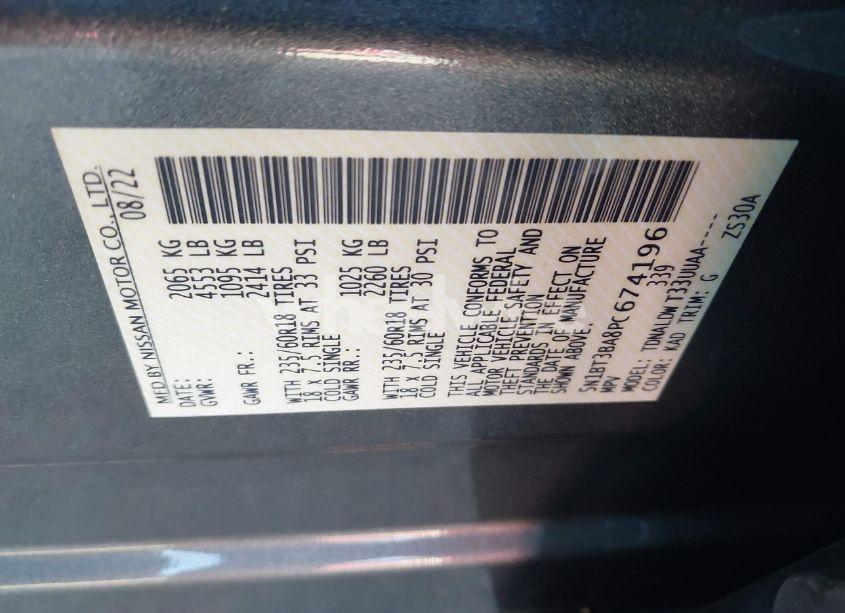 MFD.BY NISSAN MOTOR CO., LTD.
DATE: 08/22
GVWR: 2065 KG
4553 LB
GAWR FR.: 1095 KG
2414 LB
WITH 235/60R18 TIRES
18 x 7.5 RIMS AT 33 PSI
COLD SINGLE
GAWR RR.: 1025 KG
2260 LB
WITH 235/60R18 TIRES
18 x 7.5 RIMS AT 30 PSI
COLD SINGLE
THIS VEHICLE CONFORMS TO
ALL APPLICABLE FEDERAL
MOTOR VEHICLE SAFETY AND
THEFT PREVENTION
STANDARDS IN EFFECT ON
THE DATE OF MANUFACTURE
SHOWN ABOVE.
5N1BT3BA8PC674196
MPV 339
MODEL: TDMALDWT33UUAA-----
COLOR: KAD TRIM: G ZS30A